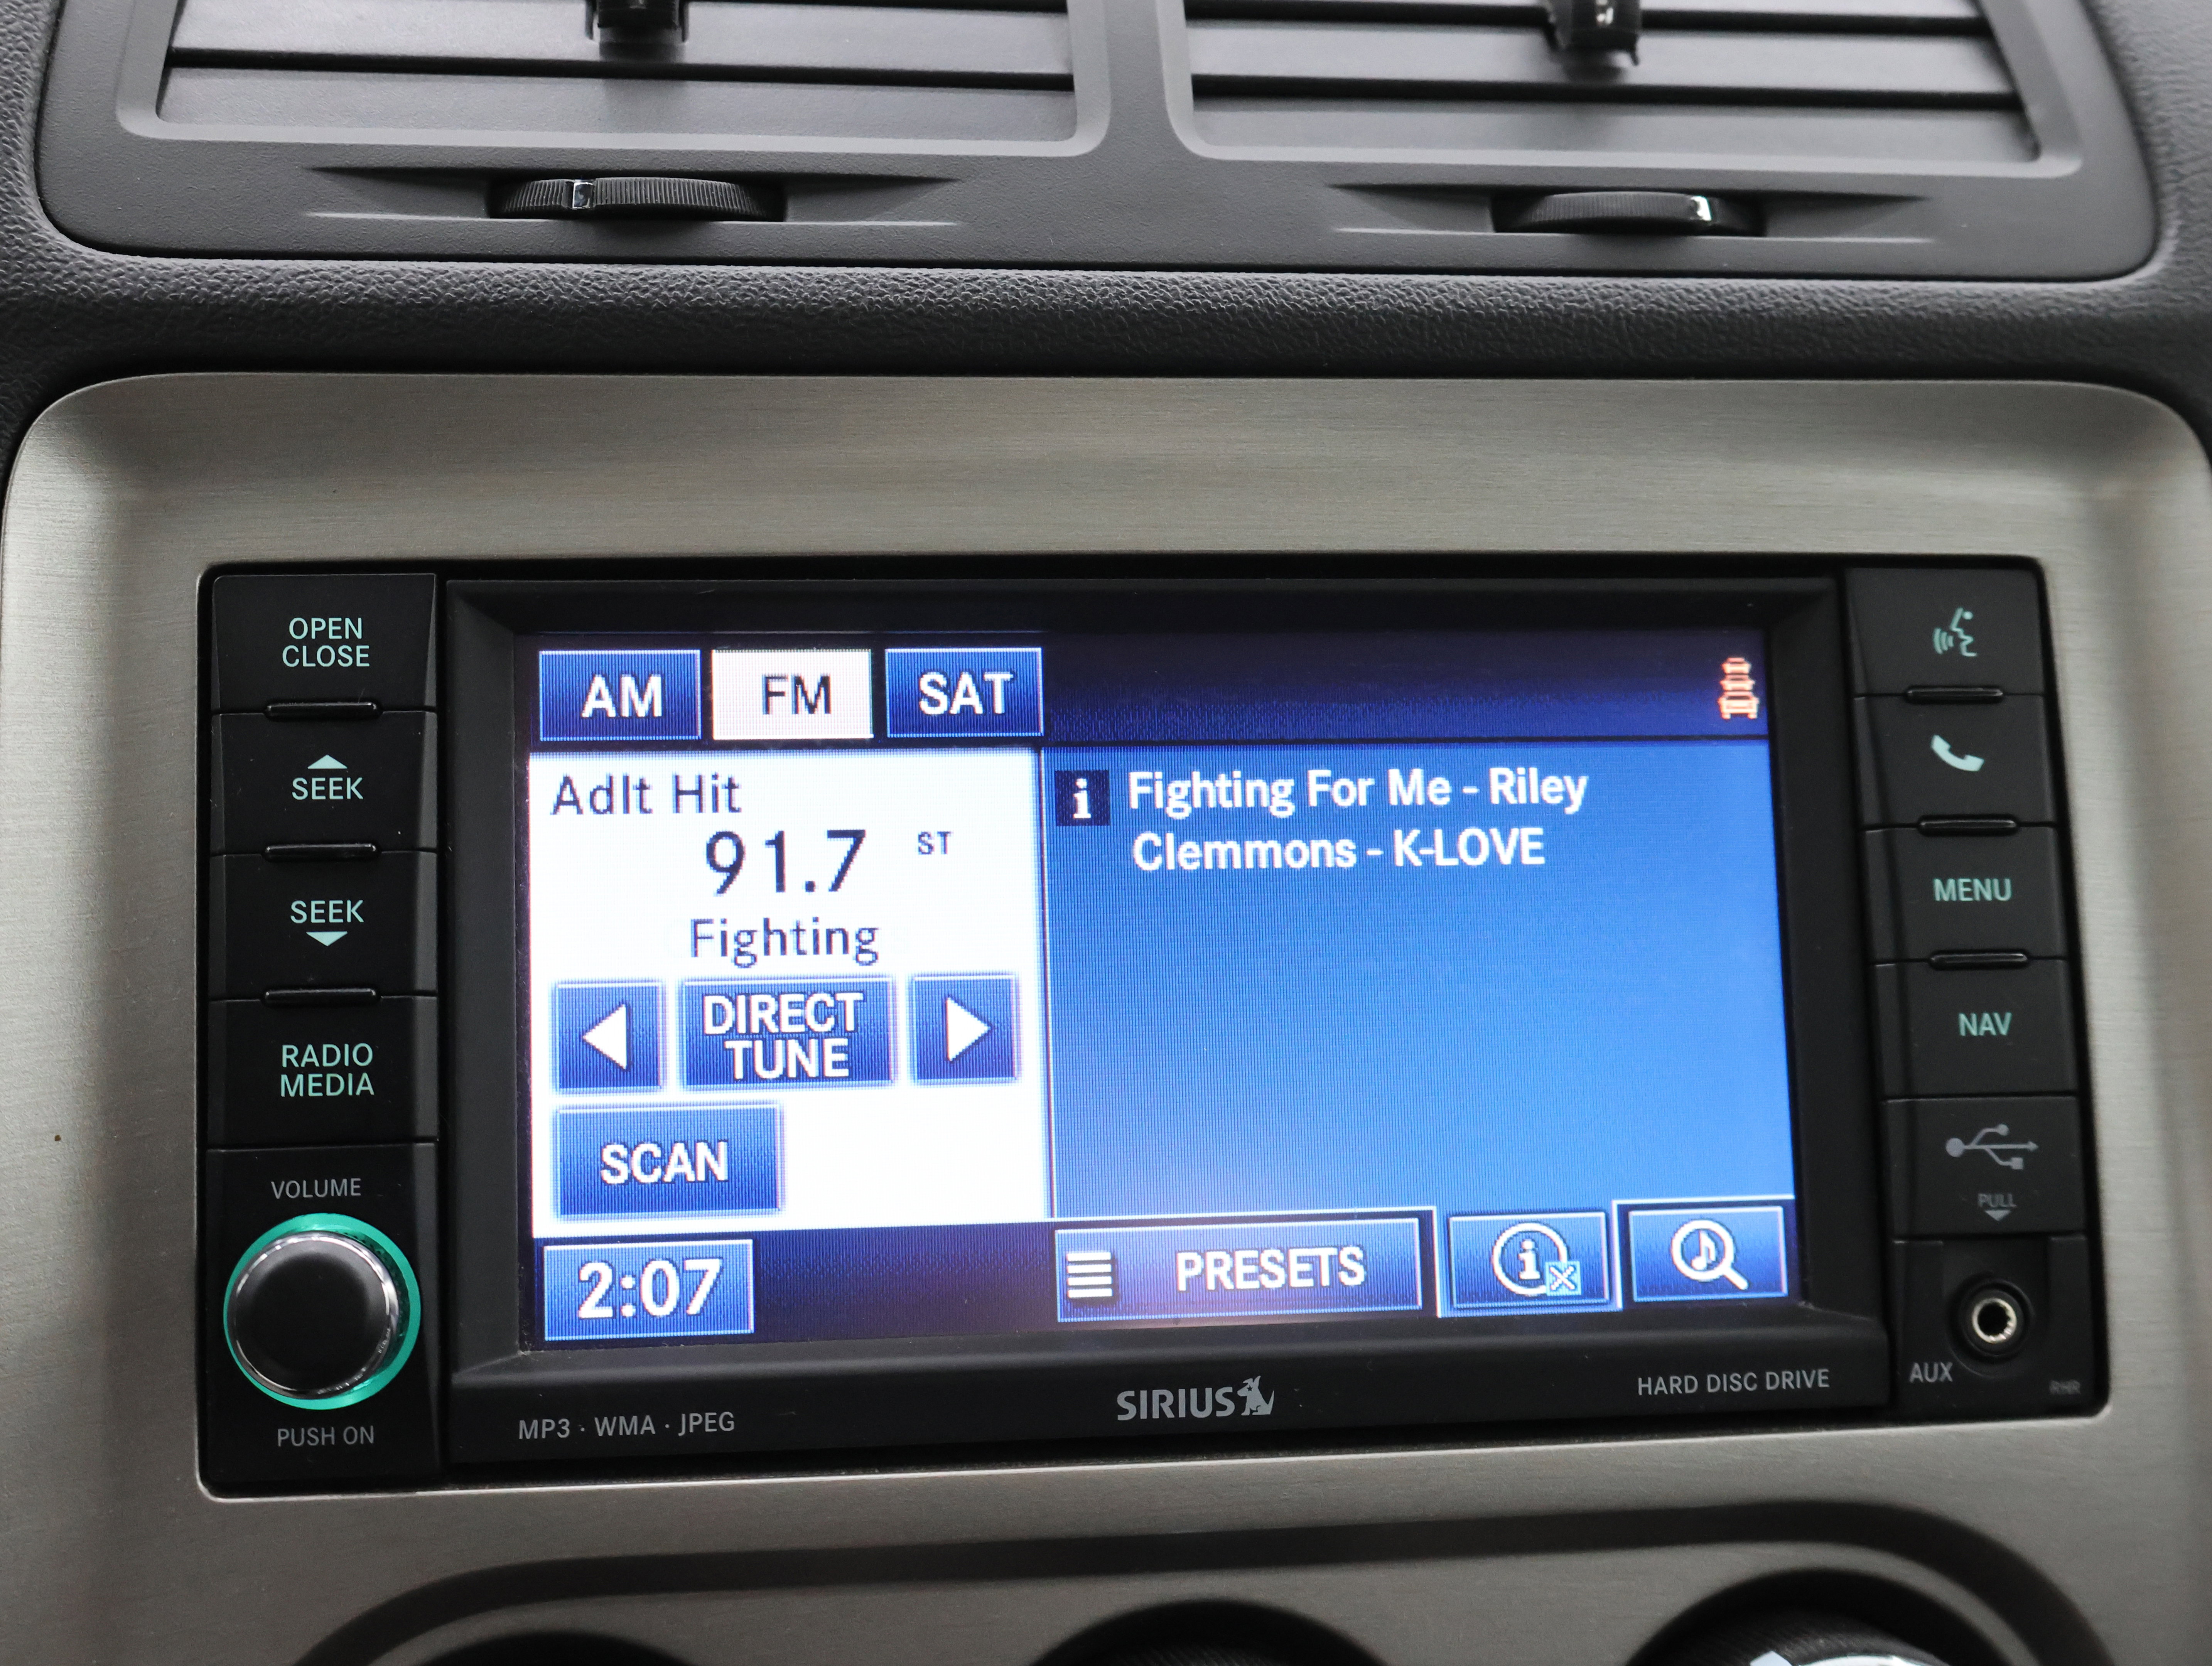 OPEN
CLOSE
SEEK
SEEK
RADIO
MEDIA
VOLUME
PUSH ON
AM FM SAT
Adlt Hit
91.7 ST
Fighting
DIRECT
TUNE
SCAN
2:07
i Fighting For Me - Riley
Clemmons - K-LOVE
PRESETS
i
MENU
NAV
PULL
AUX
RHR
MP3 · WMA · JPEG
SIRIUS
HARD DISC DRIVE